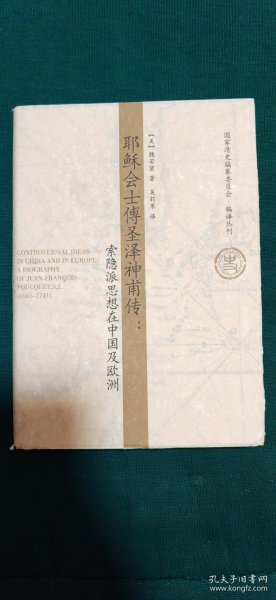 国家清史编纂委员会·编译丛刊
[美] 魏若望 著 吴莉苇 译
耶稣会士傅圣泽神甫传：
索隐派思想在中国及欧洲
CONTROVERSIAL IDEAS
IN CHINA AND IN EUROPE:
A BIOGRAPHY
OF JEAN-FRANÇOIS
FOUCQUET, S.J.
(1665-1741)
孔夫子旧书网